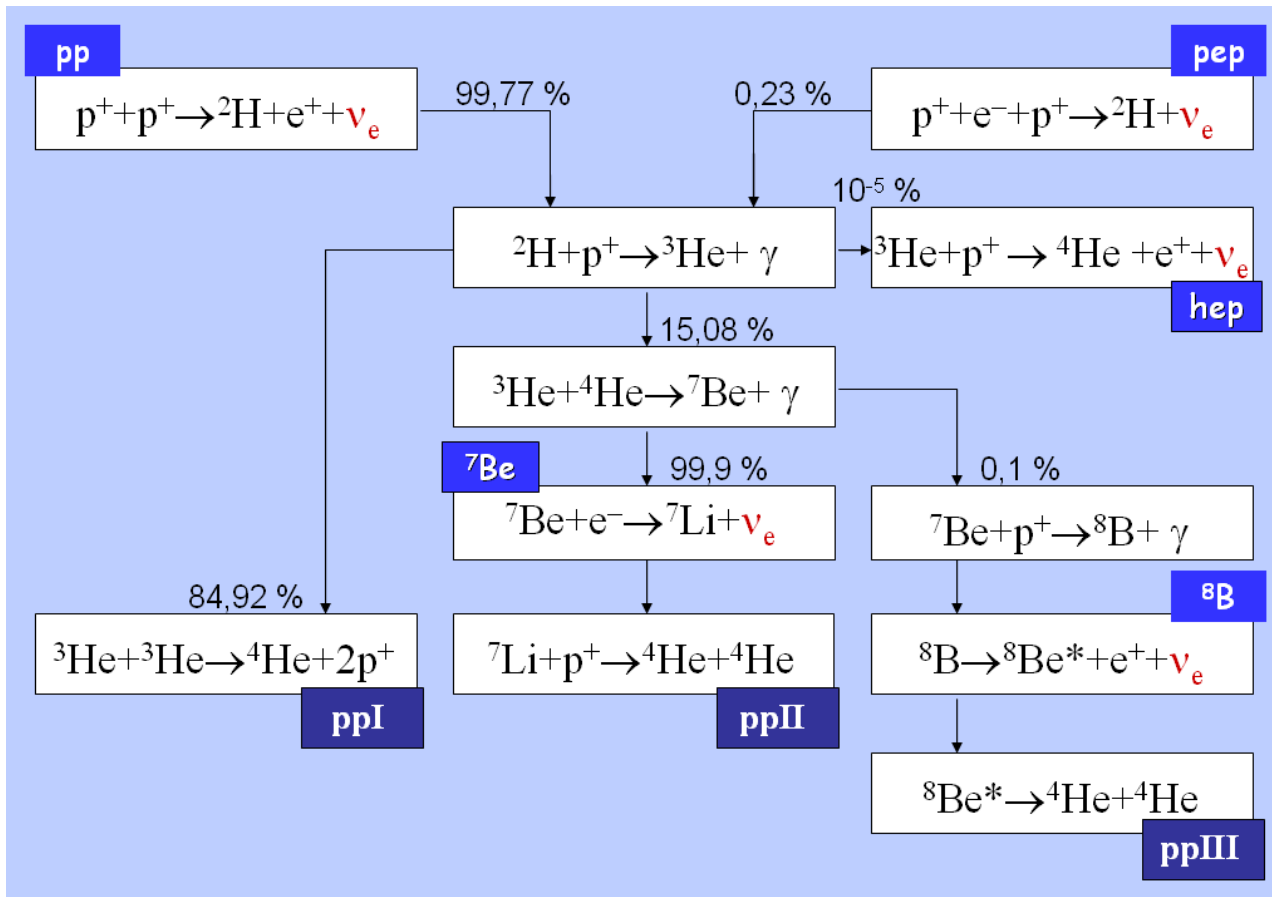 pp
pep
p⁺+p⁺→²H+e⁺+νₑ
99,77 %
0,23 %
p⁺+e⁻+p⁺→²H+νₑ
10⁻⁵ %
²H+p⁺→³He+ γ
³He+p⁺→ ⁴He +e⁺+νₑ
hep
15,08 %
³He+⁴He→⁷Be+ γ
⁷Be
99,9 %
0,1 %
⁷Be+e⁻→⁷Li+νₑ
⁷Be+p⁺→⁸B+ γ
84,92 %
⁸B
³He+³He→⁴He+2p⁺
⁷Li+p⁺→⁴He+⁴He
⁸B→⁸Be*+e⁺+νₑ
ppI
ppII
⁸Be*→⁴He+⁴He
ppIII